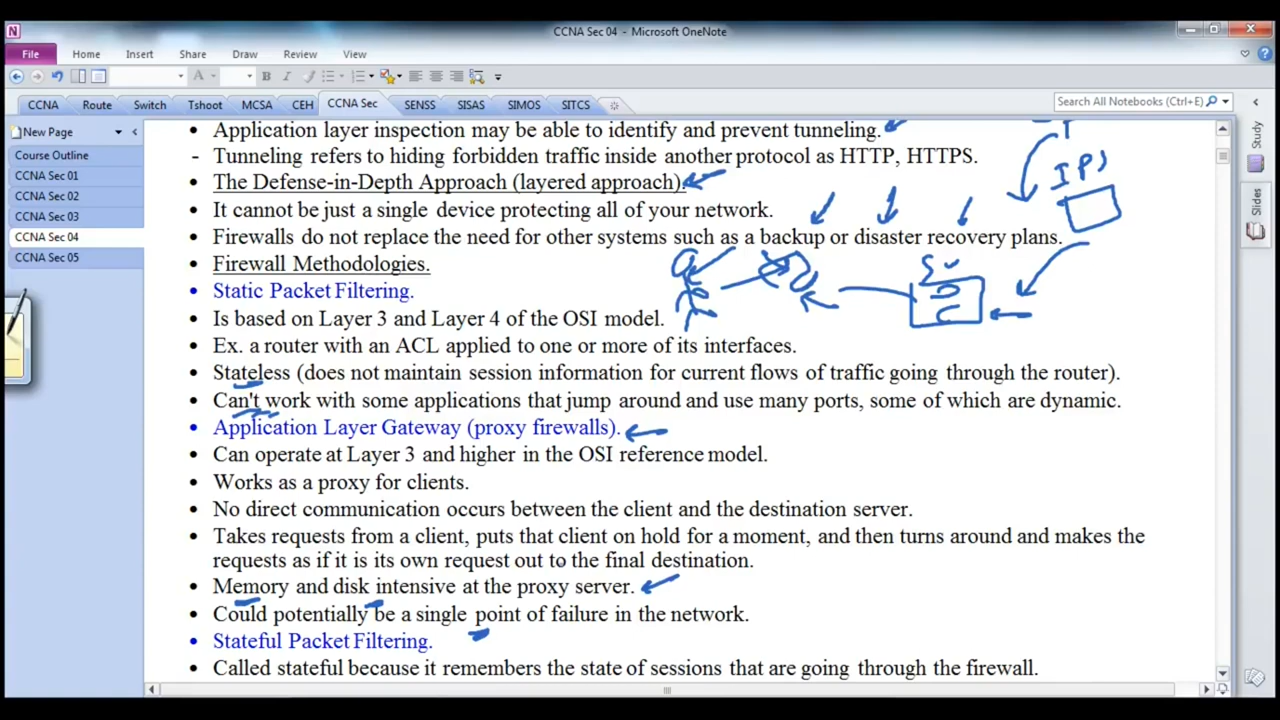 CCNA Sec 04 - Microsoft OneNote
File Home Insert Share Draw Review View
CCNA Route Switch Tshoot MCSA CEH CCNA Sec SENSS SISAS SIMOS SITCS
Search All Notebooks (Ctrl+E)
New Page
Course Outline
CCNA Sec 01
CCNA Sec 02
CCNA Sec 03
CCNA Sec 04
CCNA Sec 05
• Application layer inspection may be able to identify and prevent tunneling.
- Tunneling refers to hiding forbidden traffic inside another protocol as HTTP, HTTPS.
IPS
• The Defense-in-Depth Approach (layered approach).
• It cannot be just a single device protecting all of your network.
• Firewalls do not replace the need for other systems such as a backup or disaster recovery plans.
• Firewall Methodologies.
• Static Packet Filtering.
• Is based on Layer 3 and Layer 4 of the OSI model.
• Ex. a router with an ACL applied to one or more of its interfaces.
• Stateless (does not maintain session information for current flows of traffic going through the router).
• Can't work with some applications that jump around and use many ports, some of which are dynamic.
• Application Layer Gateway (proxy firewalls).
• Can operate at Layer 3 and higher in the OSI reference model.
• Works as a proxy for clients.
• No direct communication occurs between the client and the destination server.
• Takes requests from a client, puts that client on hold for a moment, and then turns around and makes the
requests as if it is its own request out to the final destination.
• Memory and disk intensive at the proxy server.
• Could potentially be a single point of failure in the network.
• Stateful Packet Filtering.
• Called stateful because it remembers the state of sessions that are going through the firewall.
Study
Slides